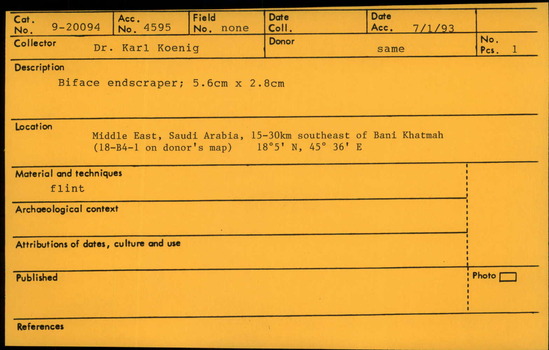 Cat. No. 9-20094 Acc. No. 4595 Field No. none Date Coll. Date Acc. 7/1/93
Collector Dr. Karl Koenig Donor same No. Pcs. 1
Description
Biface endscraper; 5.6cm x 2.8cm
Location
Middle East, Saudi Arabia, 15-30km southeast of Bani Khatmah
(18-B4-1 on donor's map) 18°5' N, 45° 36' E
Material and techniques
flint
Archaeological context
Attributions of dates, culture and use
Published
Photo
References